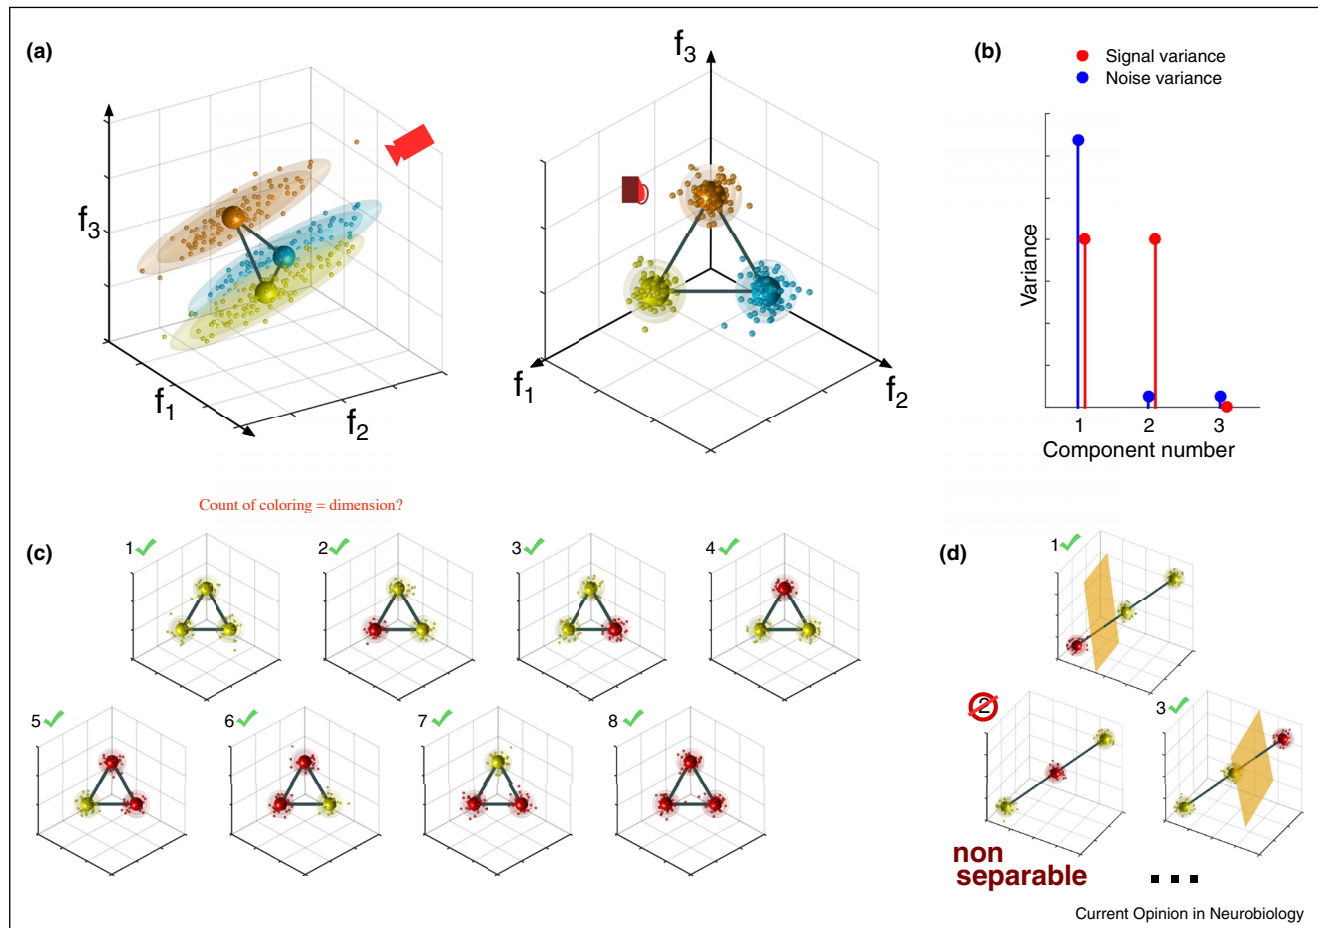 (a)
f3
f1
f2
f3
f1
f2
(b)
Signal variance
Noise variance
Variance
1 2 3
Component number
Count of coloring = dimension?
(c)
1
2
3
4
5
6
7
8
(d)
1
2
3
non
separable
...
Current Opinion in Neurobiology